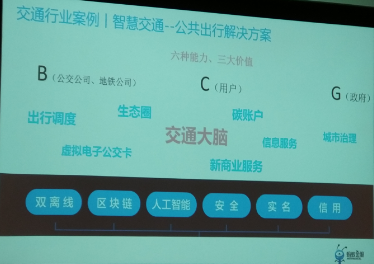 交通行业案例丨智慧交通--公共出行解决方案
六种能力、三大价值
B（公交公司、地铁公司）
C（用户）
G（政府）
出行调度
生态圈
碳账户
交通大脑
信息服务
城市治理
虚拟电子公交卡
新商业服务
双离线 区块链 人工智能 安全 实名 信用